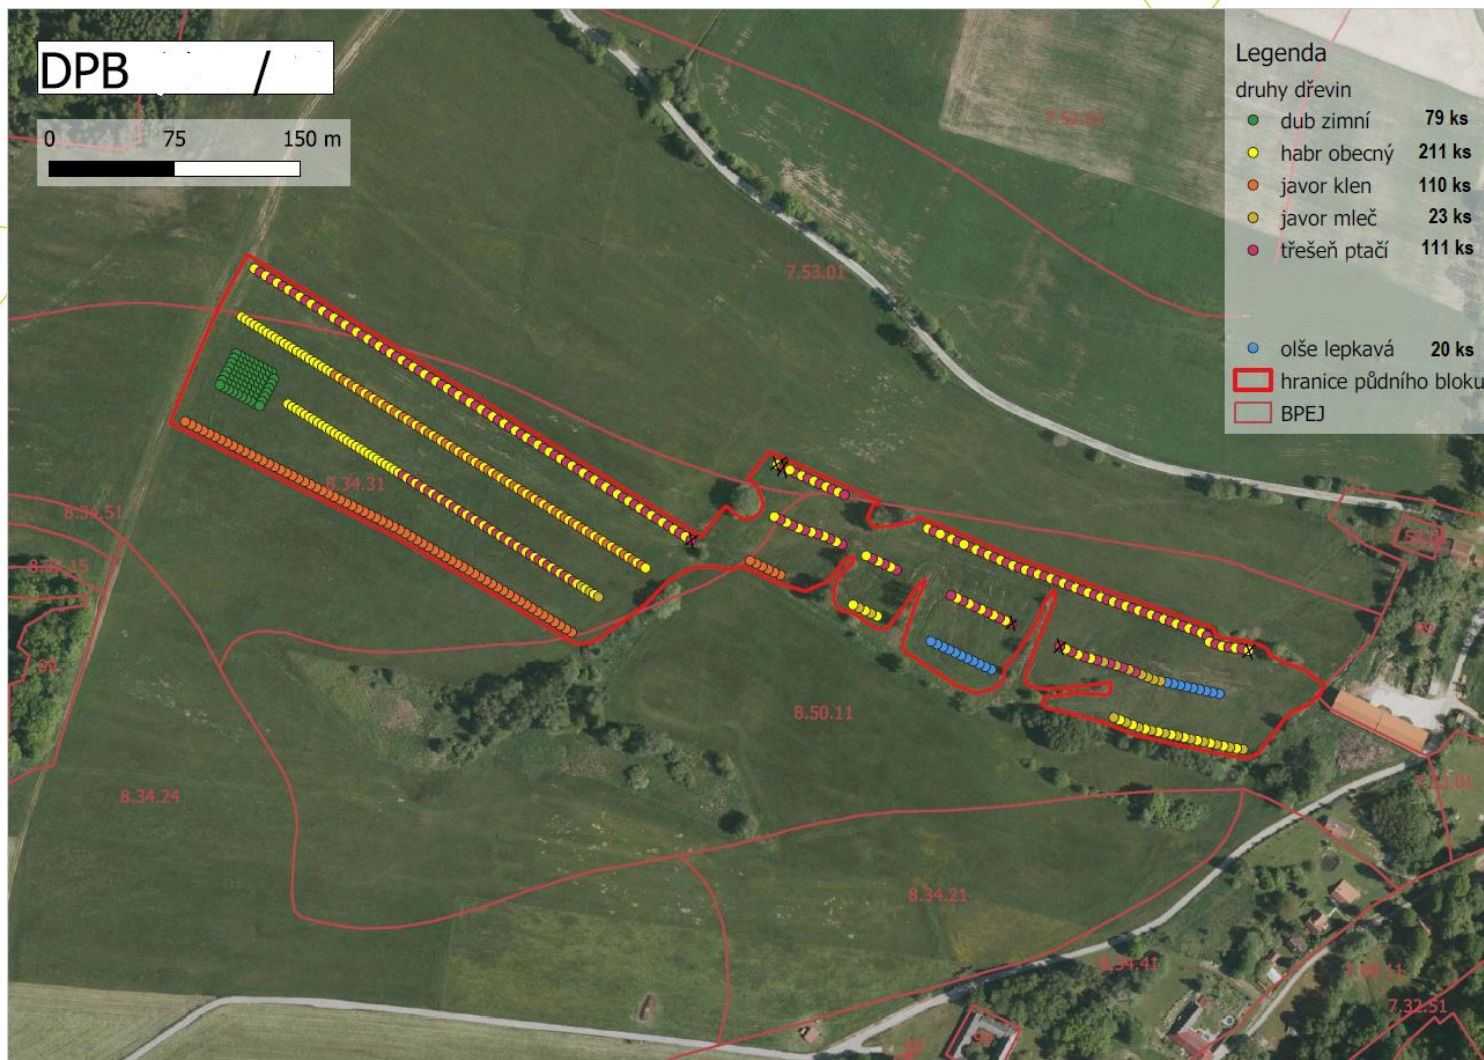 DPB /
0 75 150 m
Legenda
druhy dřevin
dub zimní 79 ks
habr obecný 211 ks
javor klen 110 ks
javor mleč 23 ks
třešeň ptačí 111 ks
olše lepkavá 20 ks
hranice půdního bloku
BPEJ
7.53.01
8.34.31
8.34.51
8.50.11
8.34.24
8.34.21
8.34.41
7.32.51